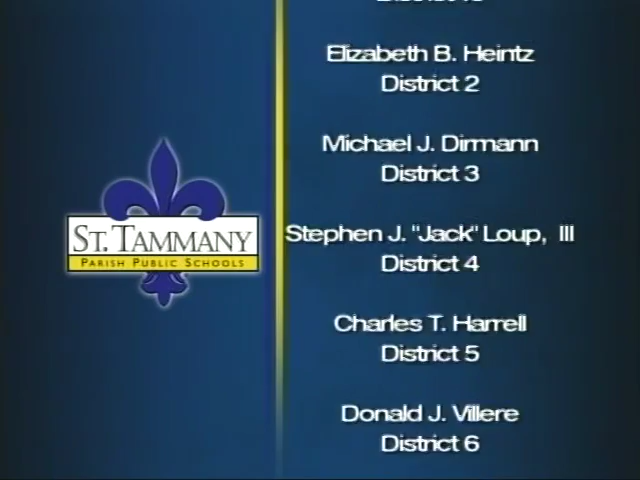 Elizabeth B. Heintz
District 2
Michael J. Dirmann
District 3
ST. TAMMANY
PARISH PUBLIC SCHOOLS
Stephen J. "Jack" Loup, III
District 4
Charles T. Harrell
District 5
Donald J. Villere
District 6